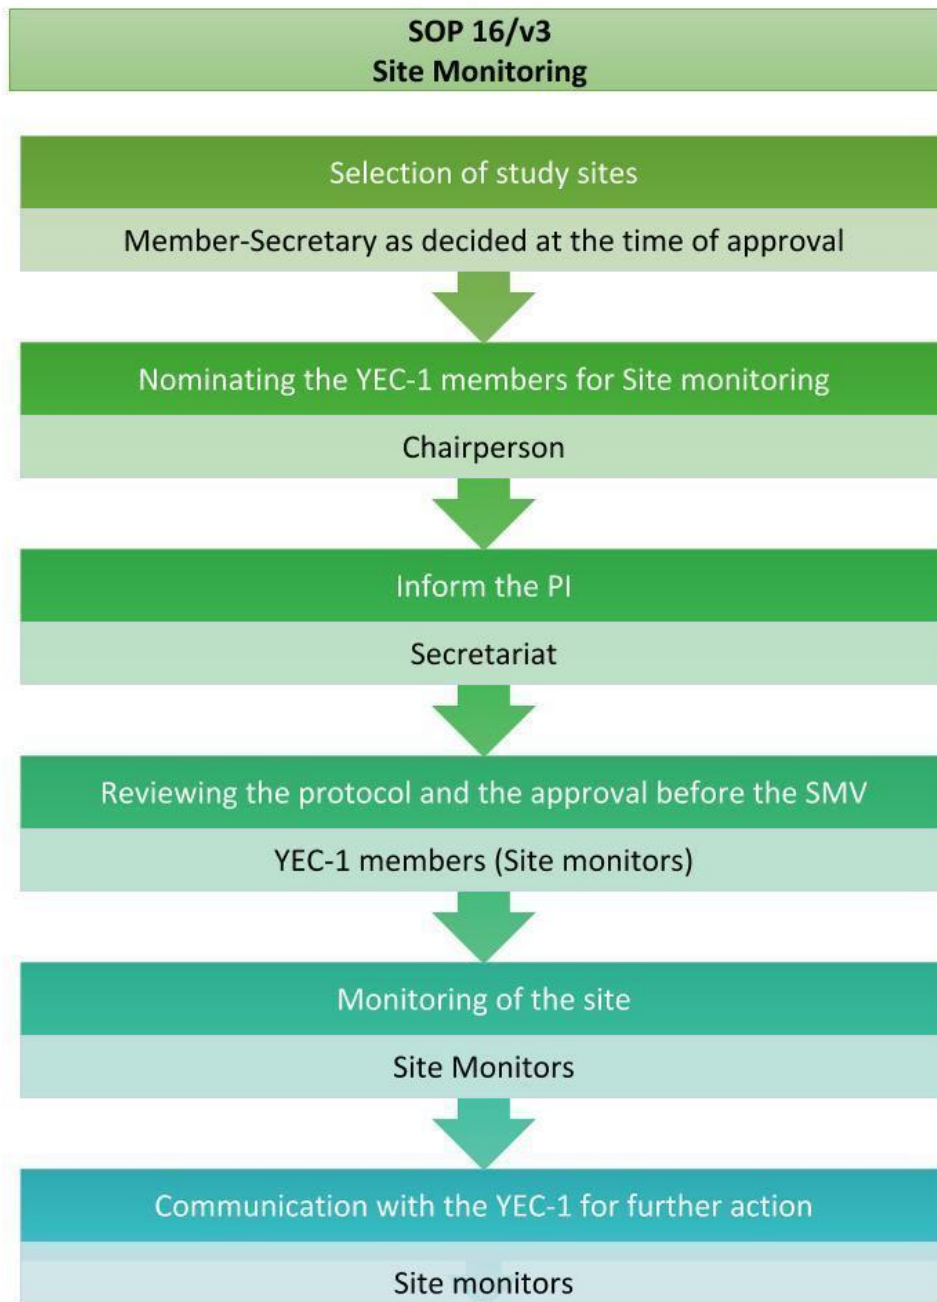 SOP 16/v3
Site Monitoring
Selection of study sites
Member-Secretary as decided at the time of approval
Nominating the YEC-1 members for Site monitoring
Chairperson
Inform the PI
Secretariat
Reviewing the protocol and the approval before the SMV
YEC-1 members (Site monitors)
Monitoring of the site
Site Monitors
Communication with the YEC-1 for further action
Site monitors